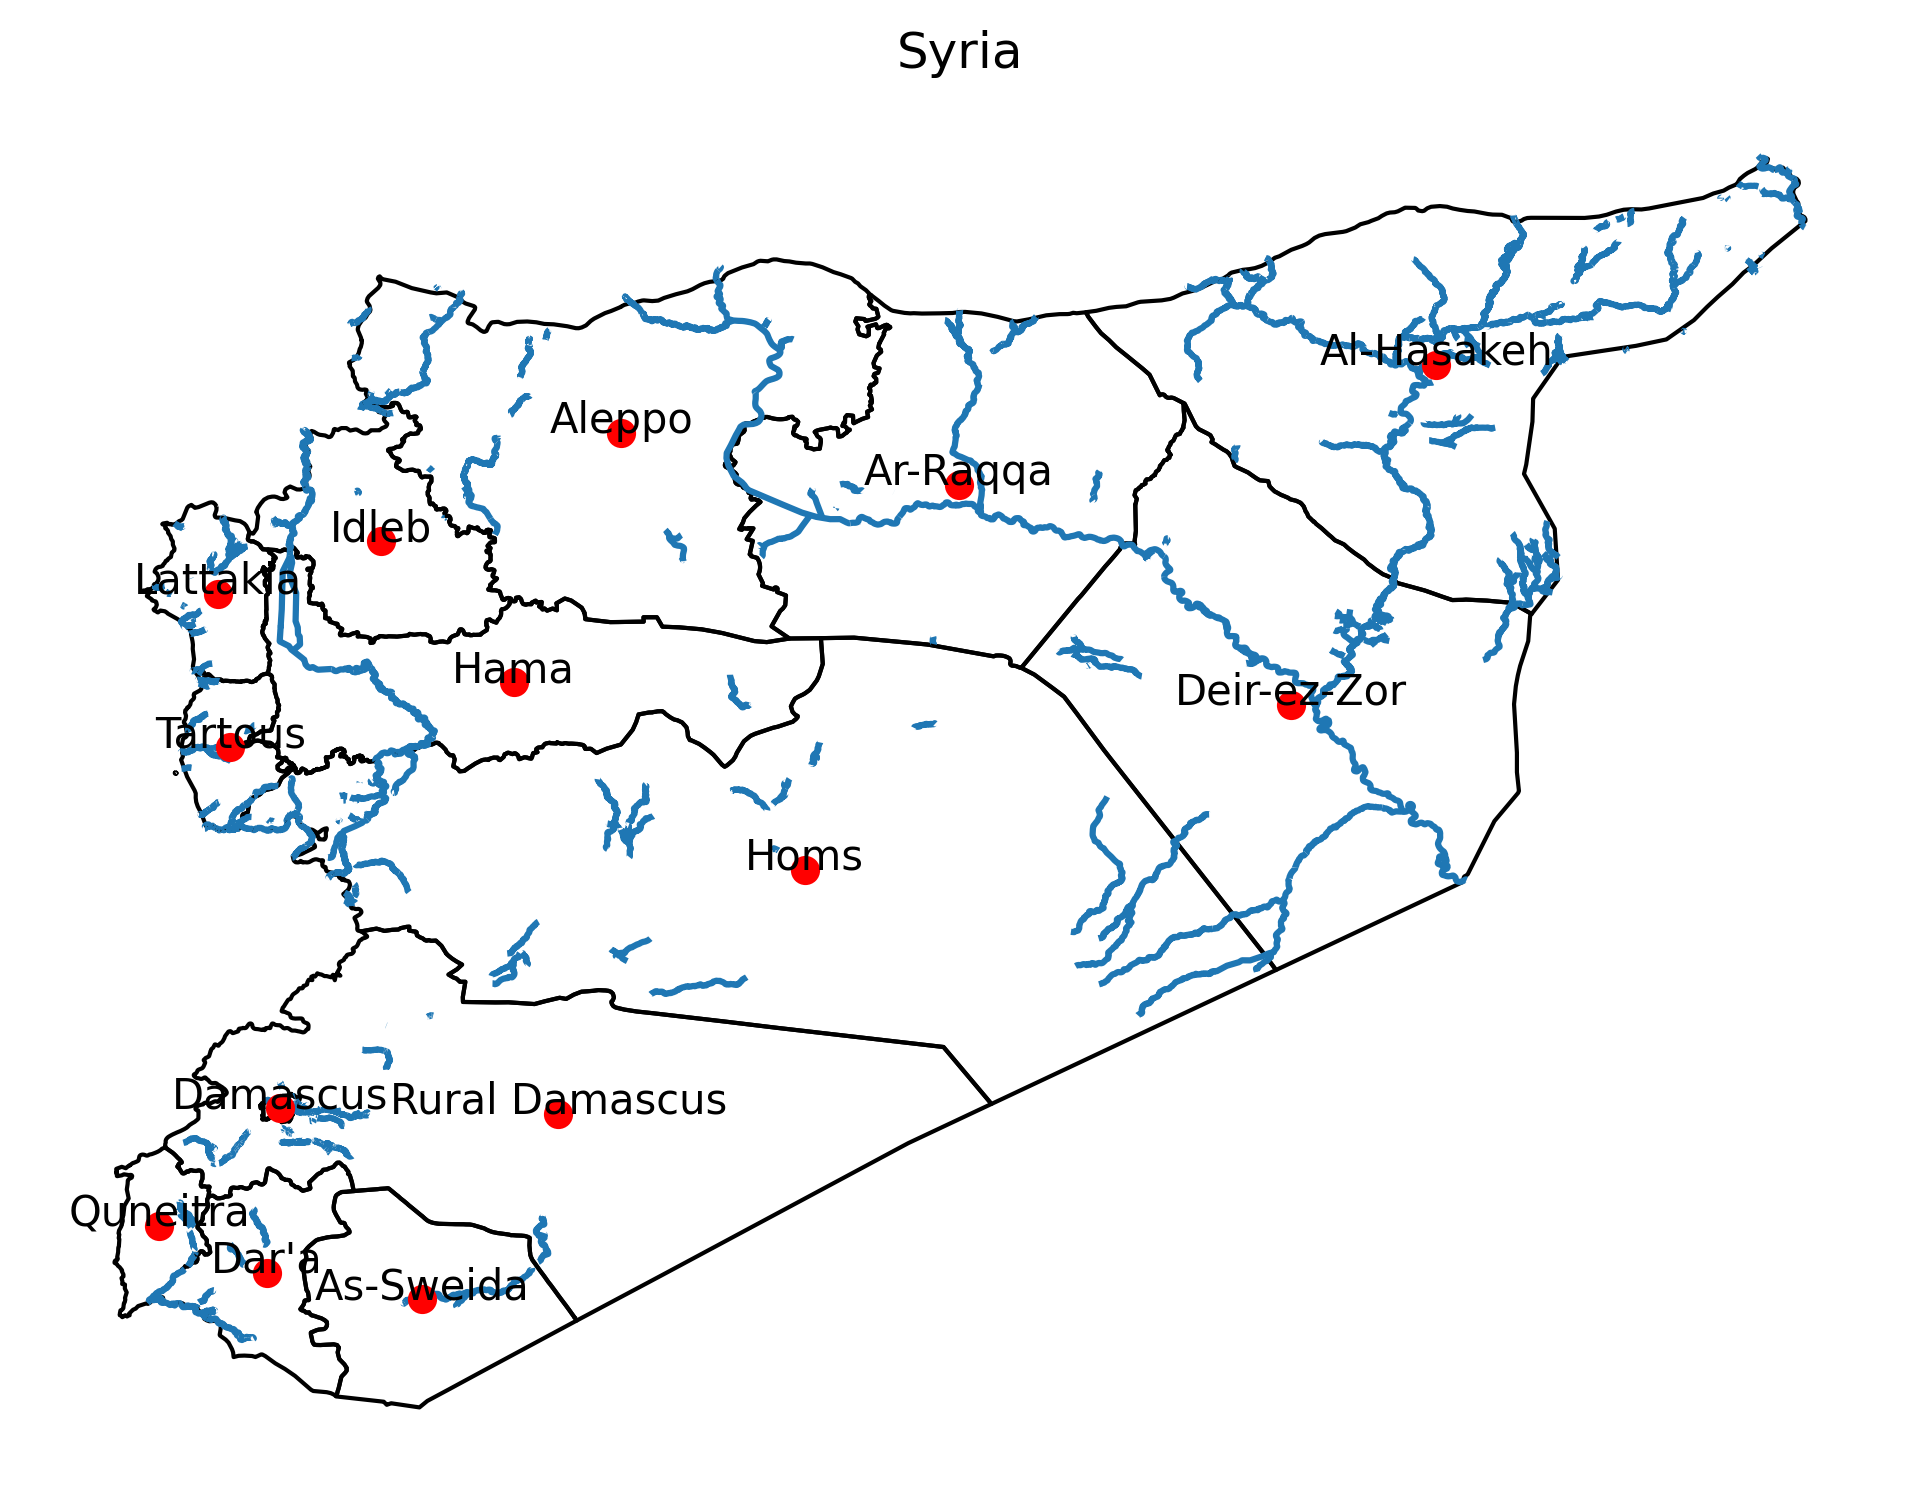 Syria
Al-Hasakeh
Aleppo
Ar-Raqqa
Idleb
Lattakia
Hama
Deir-ez-Zor
Tartous
Homs
Damascus
Rural Damascus
Quneitra
Dar'a
As-Sweida